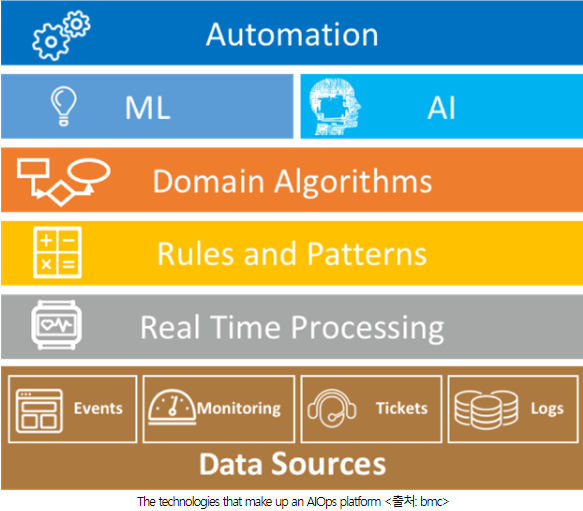 Automation
ML AI
Domain Algorithms
+ −
× =
Rules and Patterns
Real Time Processing
Events Monitoring Tickets Logs
Data Sources
The technologies that make up an AIOps platform <출처: bmc>